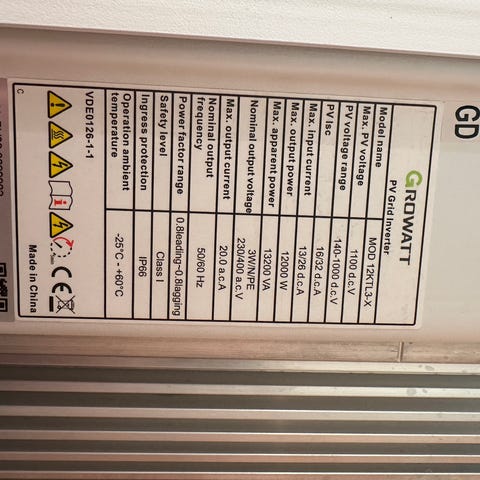 GROWATT
PV Grid Inverter
Model name MOD 12KTL3-X
Max. PV voltage 1100 d.c.V
PV voltage range 140-1000 d.c.V
PV Isc 16/32 d.c.A
Max. input current 13/26 d.c.A
Max. output power 12000 W
Max. apparent power 13200 VA
Nominal output voltage 3W/N/PE 230/400 a.c.V
Max. output current 20.0 a.c.A
Nominal output frequency 50/60 Hz
Power factor range 0.8leading~0.8lagging
Safety level Class I
Ingress protection IP66
Operation ambient temperature -25°C - +60°C
VDE0126-1-1
CE
Made in China
C
GD